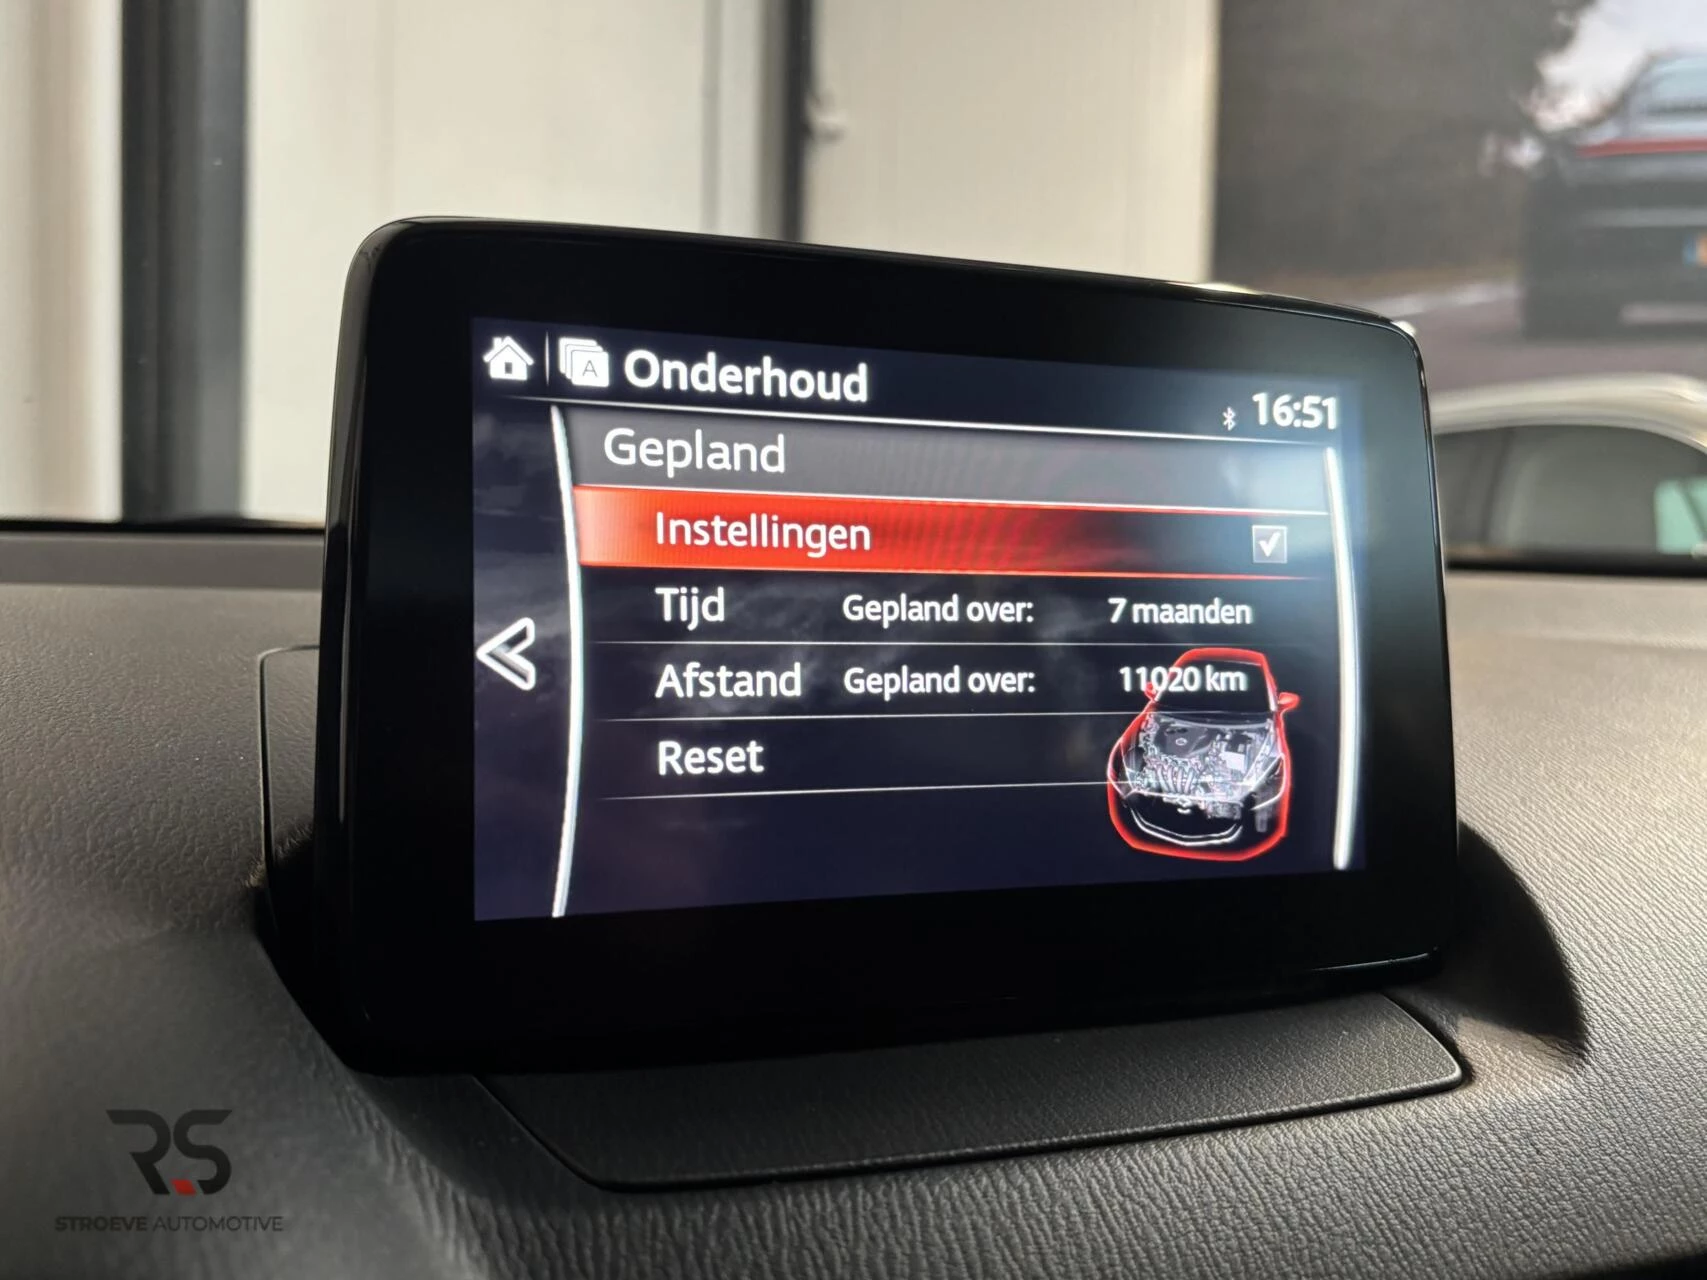 A Onderhoud
16:51
Gepland
Instellingen
Tijd Gepland over: 7 maanden
Afstand Gepland over: 11020 km
Reset
RS
STROEVE AUTOMOTIVE